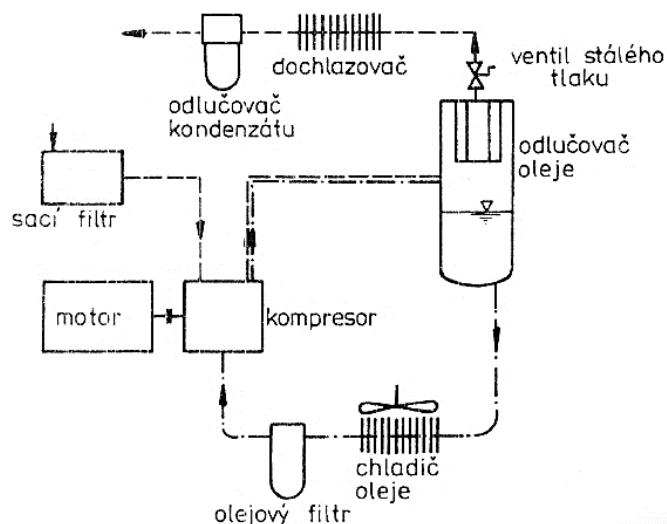 ventil stálého
tlaku
dochlazovač
odlučovač
kondenzátu
odlučovač
oleje
sací filtr
motor
kompresor
chladič
oleje
olejový filtr